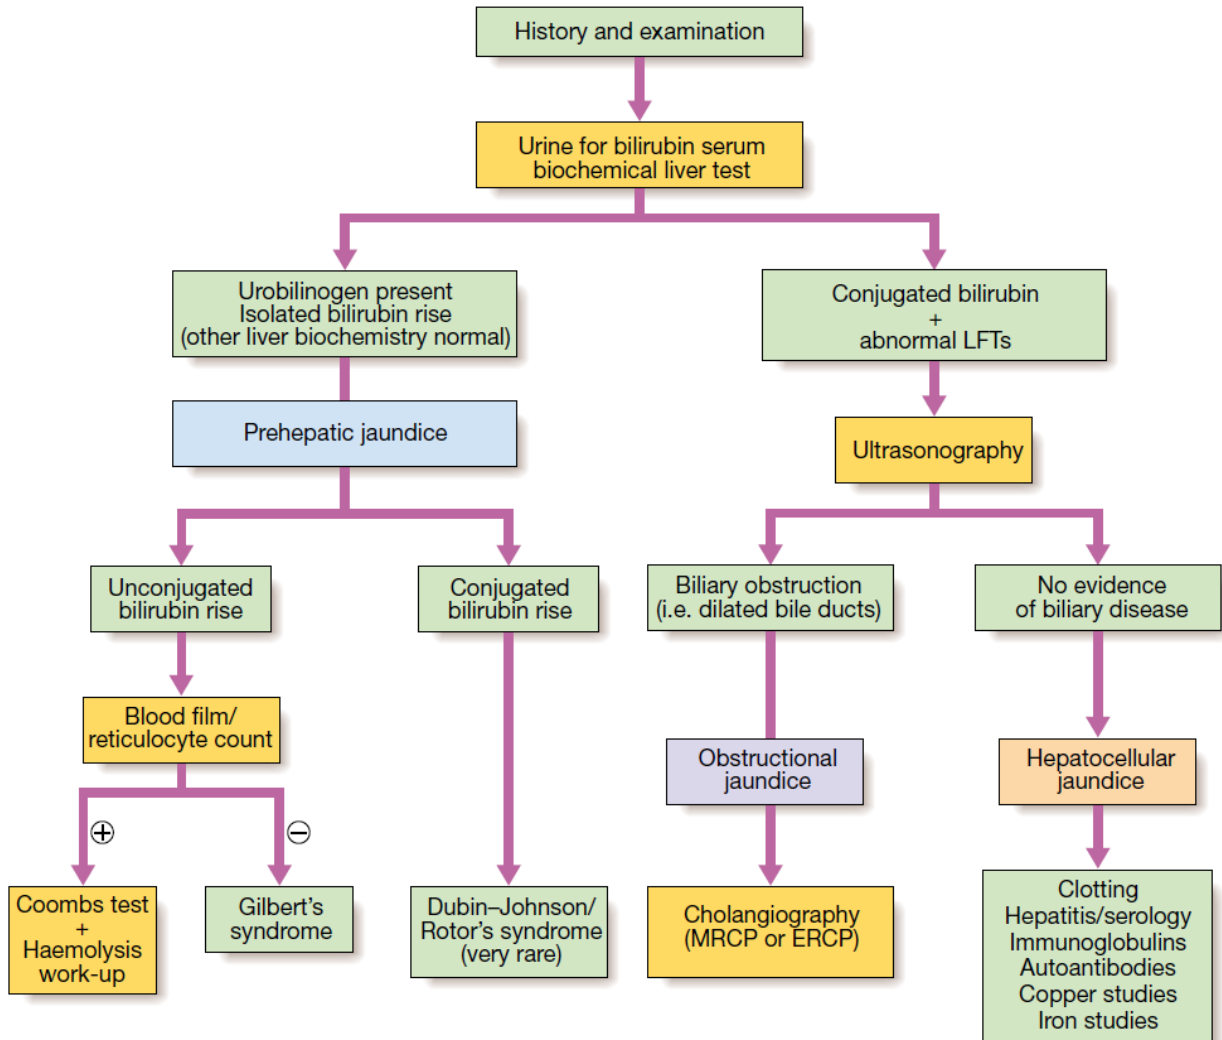 History and examination
Urine for bilirubin serum
biochemical liver test
Urobilinogen present
Isolated bilirubin rise
(other liver biochemistry normal)
Conjugated bilirubin
+
abnormal LFTs
Prehepatic jaundice
Ultrasonography
Unconjugated
bilirubin rise
Conjugated
bilirubin rise
Biliary obstruction
(i.e. dilated bile ducts)
No evidence
of biliary disease
Blood film/
reticulocyte count
Obstructional
jaundice
Hepatocellular
jaundice
+
−
Coombs test
+
Haemolysis
work-up
Gilbert's
syndrome
Dubin–Johnson/
Rotor's syndrome
(very rare)
Cholangiography
(MRCP or ERCP)
Clotting
Hepatitis/serology
Immunoglobulins
Autoantibodies
Copper studies
Iron studies